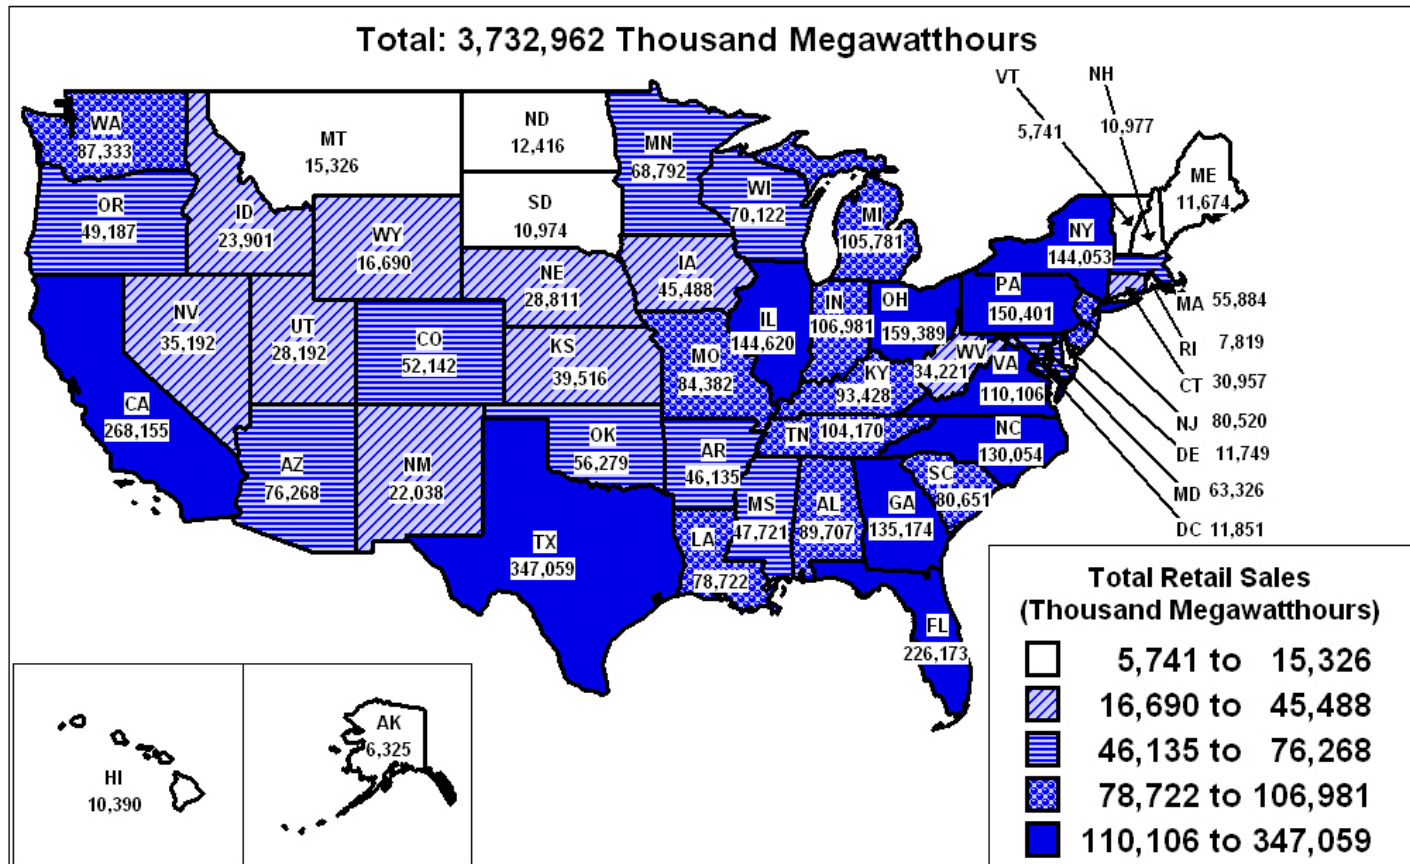 Total: 3,732,962 Thousand Megawatthours
VT
5,741
NH
10,977
WA
87,333
MT
15,326
ND
12,416
MN
68,792
ME
11,674
OR
49,187
ID
23,901
WY
16,690
SD
10,974
WI
70,122
MI
105,781
NY
144,053
NV
35,192
UT
28,192
CO
52,142
NE
28,811
IA
45,488
IL
144,620
IN
106,981
OH
159,389
PA
150,401
MA 55,884
RI 7,819
CT 30,957
NJ 80,520
DE 11,749
MD 63,326
DC 11,851
CA
268,155
KS
39,516
MO
84,382
KY
93,428
WV
34,221
VA
110,106
AZ
76,268
NM
22,038
OK
56,279
AR
46,135
TN 104,170
NC
130,054
SC
80,651
TX
347,059
LA
78,722
MS
47,721
AL
89,707
GA
135,174
FL
226,173
HI
10,390
AK
6,325
Total Retail Sales
(Thousand Megawatthours)
5,741 to 15,326
16,690 to 45,488
46,135 to 76,268
78,722 to 106,981
110,106 to 347,059